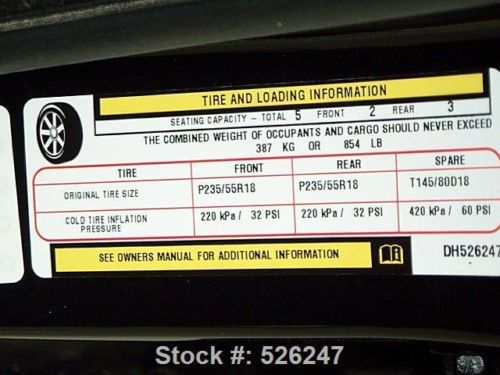 TIRE AND LOADING INFORMATION
SEATING CAPACITY - TOTAL 5 FRONT 2 REAR 3
THE COMBINED WEIGHT OF OCCUPANTS AND CARGO SHOULD NEVER EXCEED
387 KG OR 854 LB
TIRE FRONT REAR SPARE
ORIGINAL TIRE SIZE P235/55R18 P235/55R18 T145/80D18
COLD TIRE INFLATION PRESSURE 220 kPa / 32 PSI 220 kPa / 32 PSI 420 kPa / 60 PSI
SEE OWNERS MANUAL FOR ADDITIONAL INFORMATION DH526247
Stock #: 526247